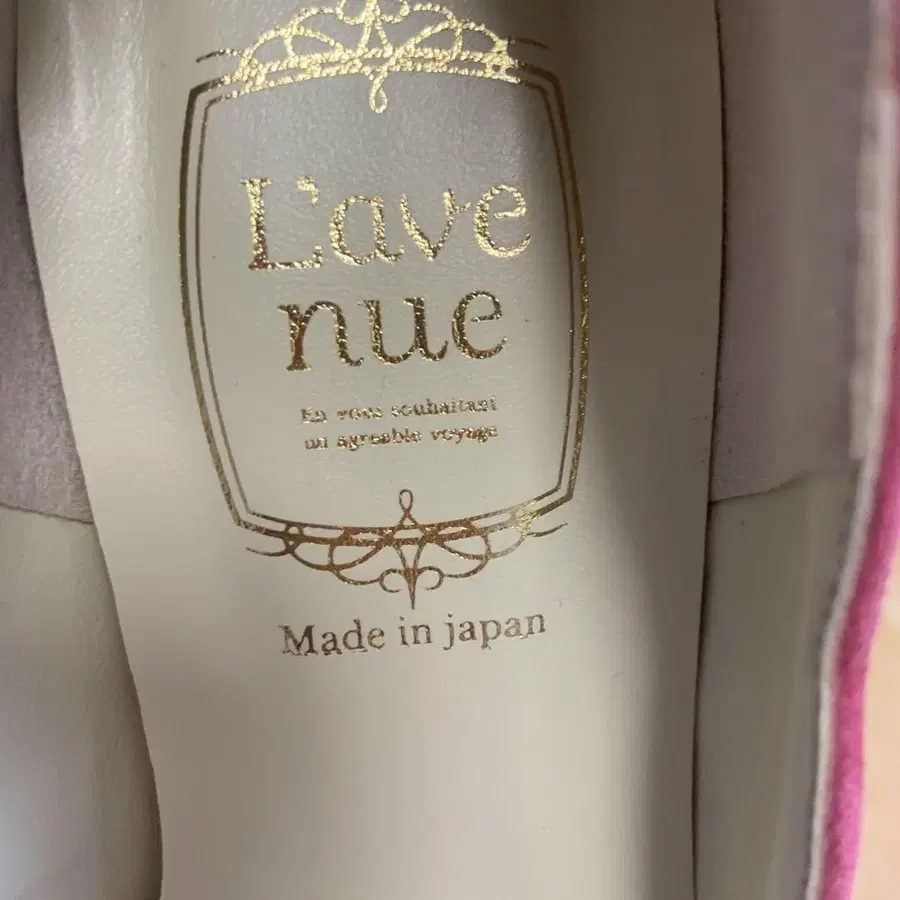 L'ave
nue
En vous souhaitant
un agreable voyage
Made in japan